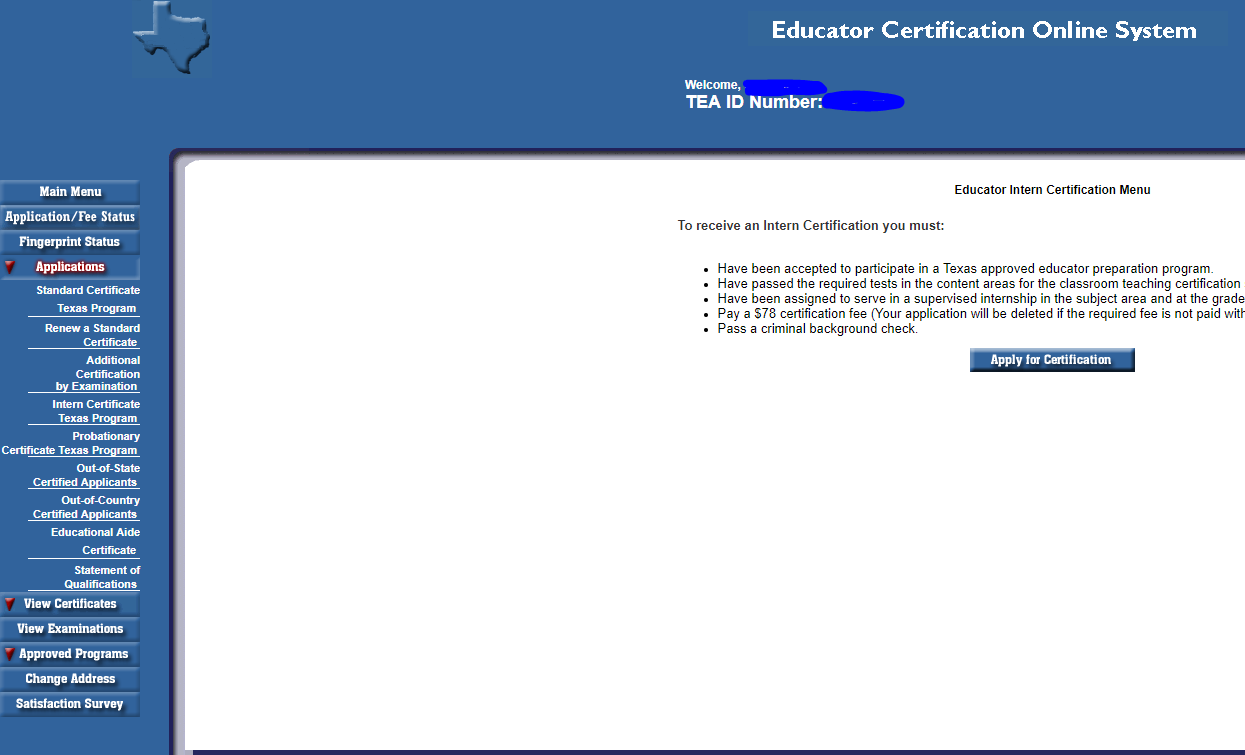 Educator Certification Online System
Welcome,
TEA ID Number:
Main Menu
Application/Fee Status
Fingerprint Status
Applications
Standard Certificate
Texas Program
Renew a Standard
Certificate
Additional
Certification
by Examination
Intern Certificate
Texas Program
Probationary
Certificate Texas Program
Out-of-State
Certified Applicants
Out-of-Country
Certified Applicants
Educational Aide
Certificate
Statement of
Qualifications
View Certificates
View Examinations
Approved Programs
Change Address
Satisfaction Survey
Educator Intern Certification Menu
To receive an Intern Certification you must:
• Have been accepted to participate in a Texas approved educator preparation program.
• Have passed the required tests in the content areas for the classroom teaching certification
• Have been assigned to serve in a supervised internship in the subject area and at the grade
• Pay a $78 certification fee (Your application will be deleted if the required fee is not paid with
• Pass a criminal background check.
Apply for Certification